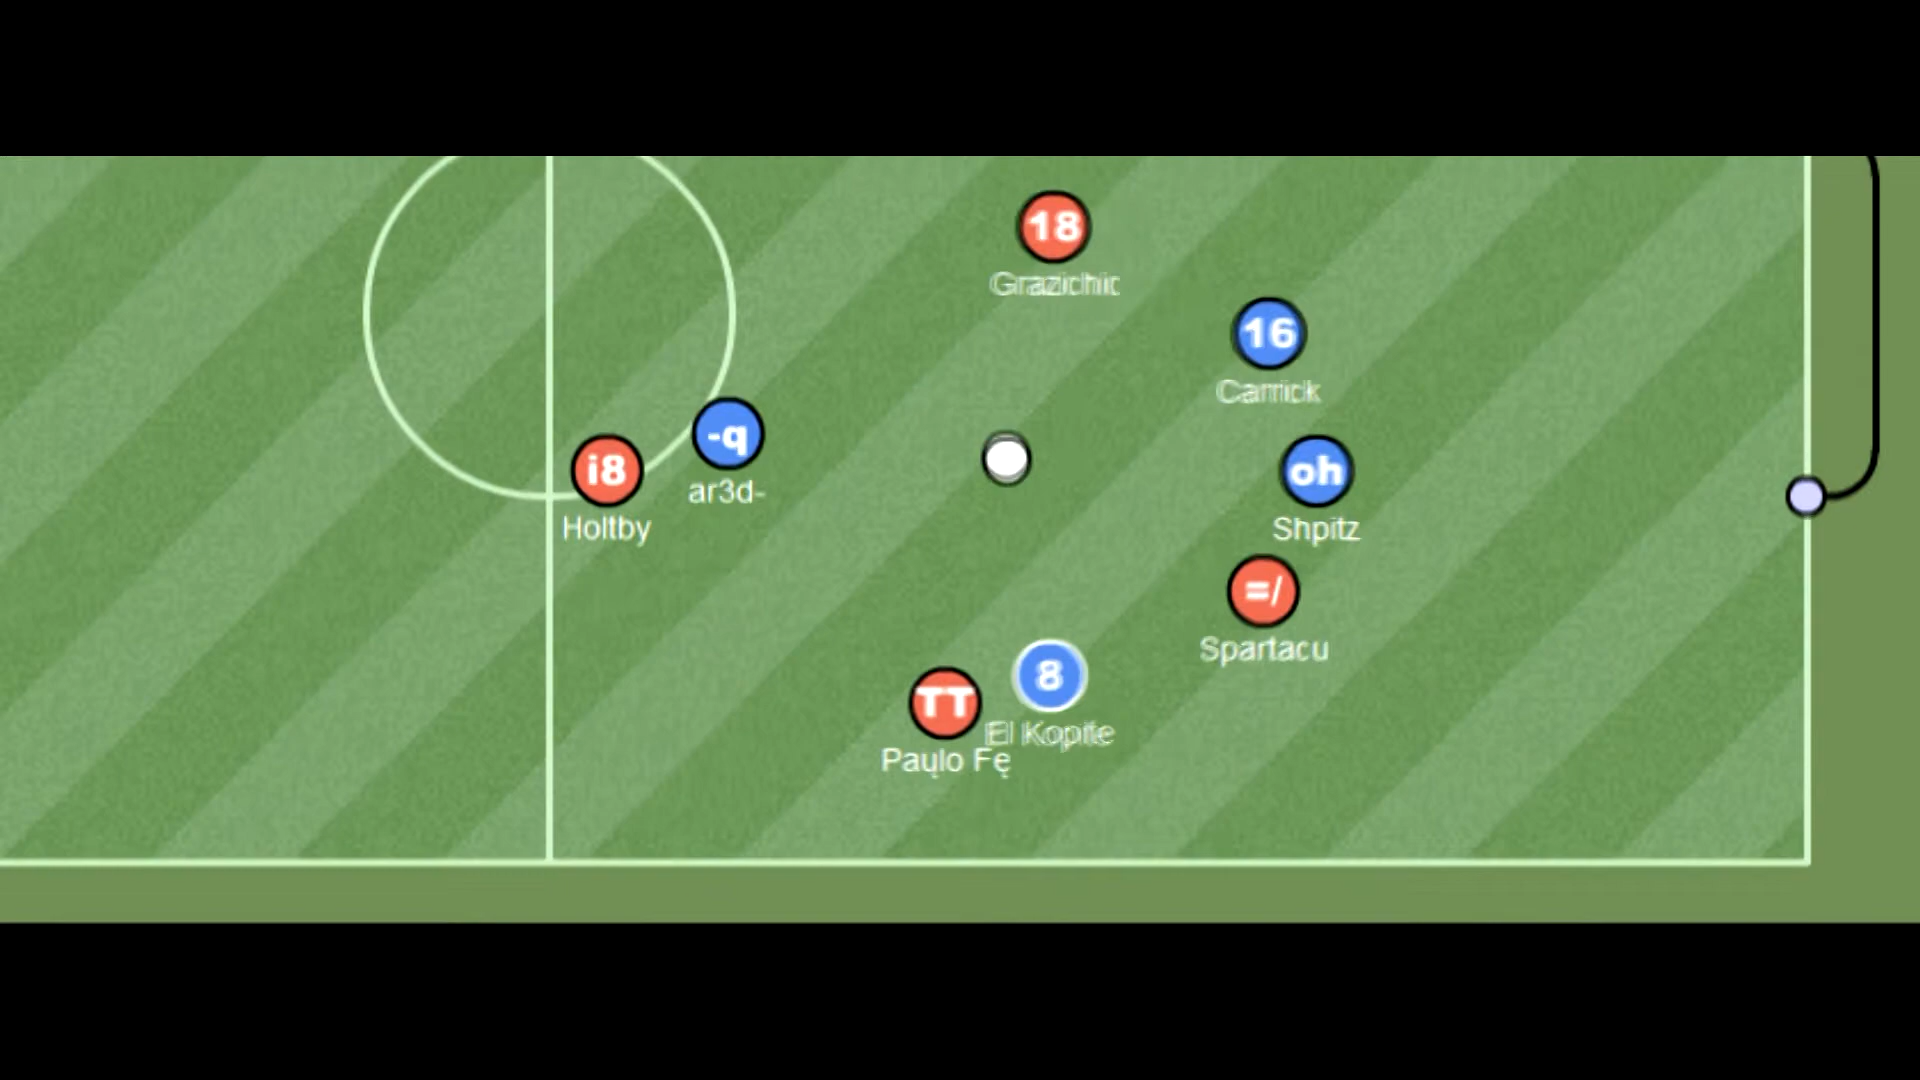 18
Grazichic
16
Carrick
-q
ar3d-
i8
Holtby
oh
Shpitz
=/
Spartacu
8
El Kopite
TT
Paulo Fę